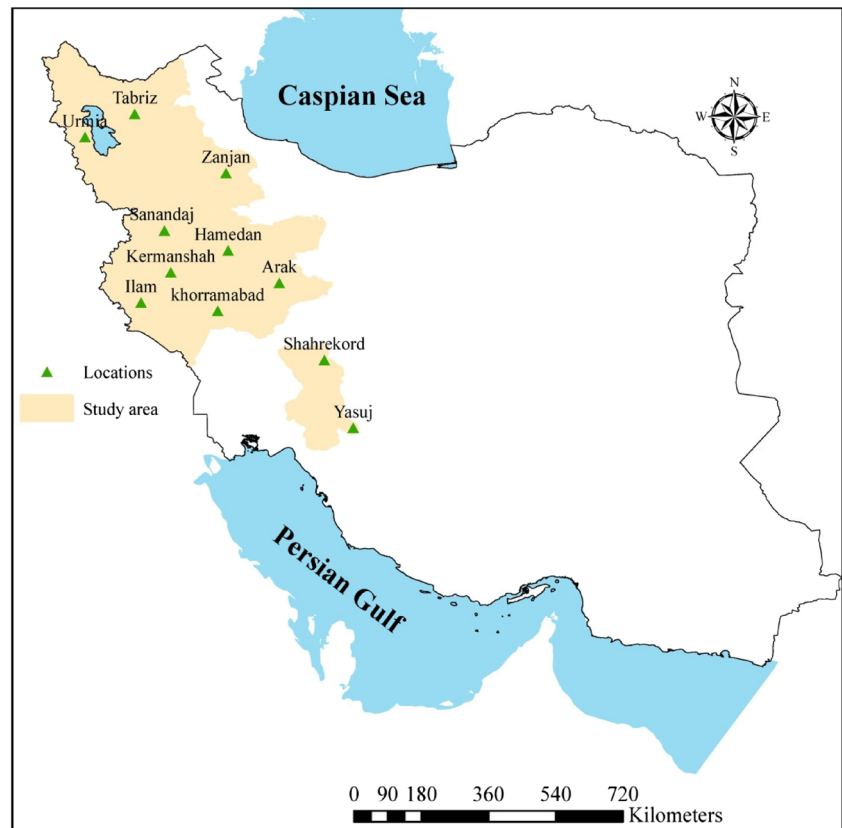 Caspian Sea
N
W E
S
Tabriz
Urmia
Zanjan
Sanandaj
Hamedan
Kermanshah
Arak
Ilam
khorramabad
Shahrekord
Locations
Study area
Yasuj
Persian Gulf
0 90 180 360 540 720
Kilometers